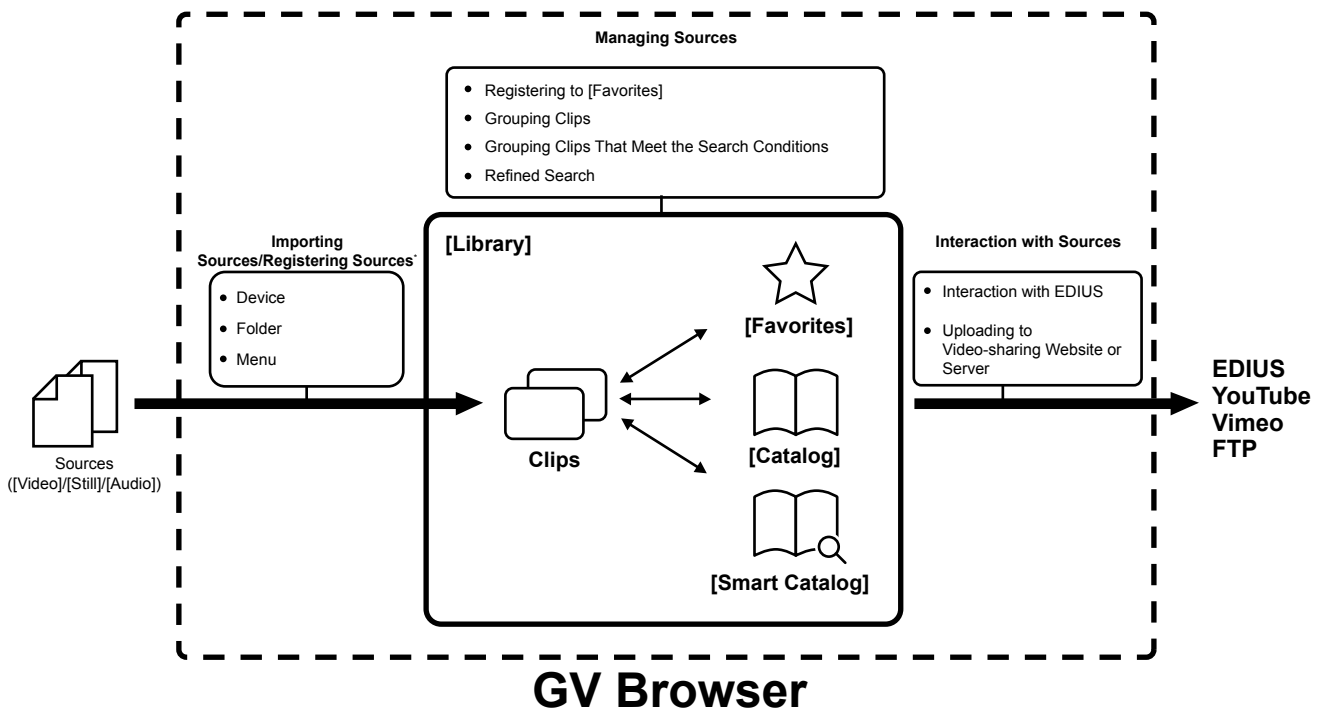 Managing Sources
● Registering to [Favorites]
● Grouping Clips
● Grouping Clips That Meet the Search Conditions
● Refined Search
Importing
Sources/Registering Sources*
● Device
● Folder
● Menu
Sources
([Video]/[Still]/[Audio])
[Library]
Clips
[Favorites]
[Catalog]
[Smart Catalog]
Interaction with Sources
● Interaction with EDIUS
● Uploading to
Video-sharing Website or
Server
EDIUS
YouTube
Vimeo
FTP
GV Browser